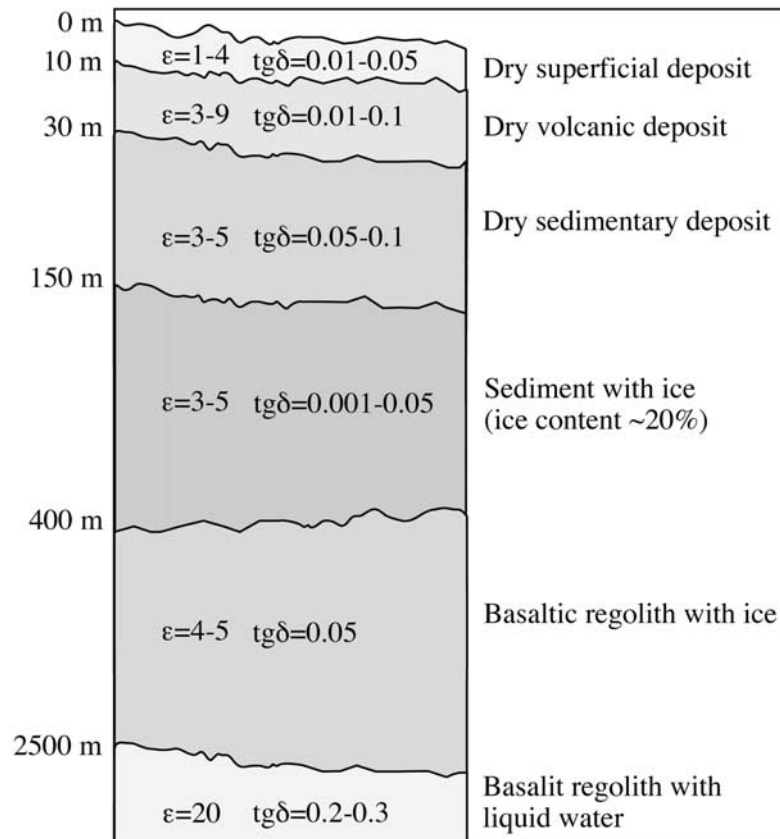 0 m
ε=1-4 tgδ=0.01-0.05
Dry superficial deposit
10 m
ε=3-9 tgδ=0.01-0.1
Dry volcanic deposit
30 m
ε=3-5 tgδ=0.05-0.1
Dry sedimentary deposit
150 m
ε=3-5 tgδ=0.001-0.05
Sediment with ice
(ice content ~20%)
400 m
ε=4-5 tgδ=0.05
Basaltic regolith with ice
2500 m
ε=20 tgδ=0.2-0.3
Basalit regolith with
liquid water